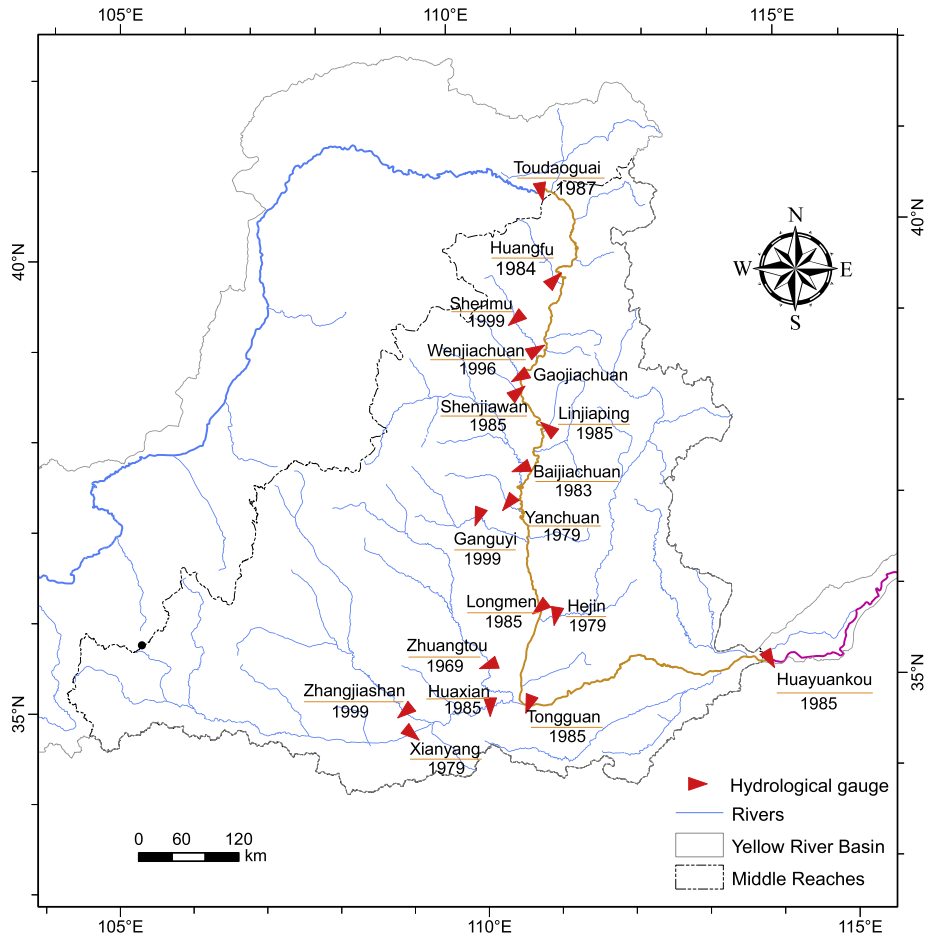 105°E 110°E 115°E
40°N
40°N
N
W E
S
Toudaoguai
1987
Huangfu
1984
Shenmu
1999
Wenjiachuan
1996
Gaojiachuan
Shenjiawan
1985
Linjiaping
1985
Baijiachuan
1983
Yanchuan
1979
Ganguyi
1999
Longmen
1985
Hejin
1979
Zhuangtou
1969
Zhangjiashan
1999
Huaxian
1985
Tongguan
1985
Xianyang
1979
Huayuankou
1985
35°N
35°N
Hydrological gauge
Rivers
Yellow River Basin
Middle Reaches
0 60 120
km
105°E 110°E 115°E